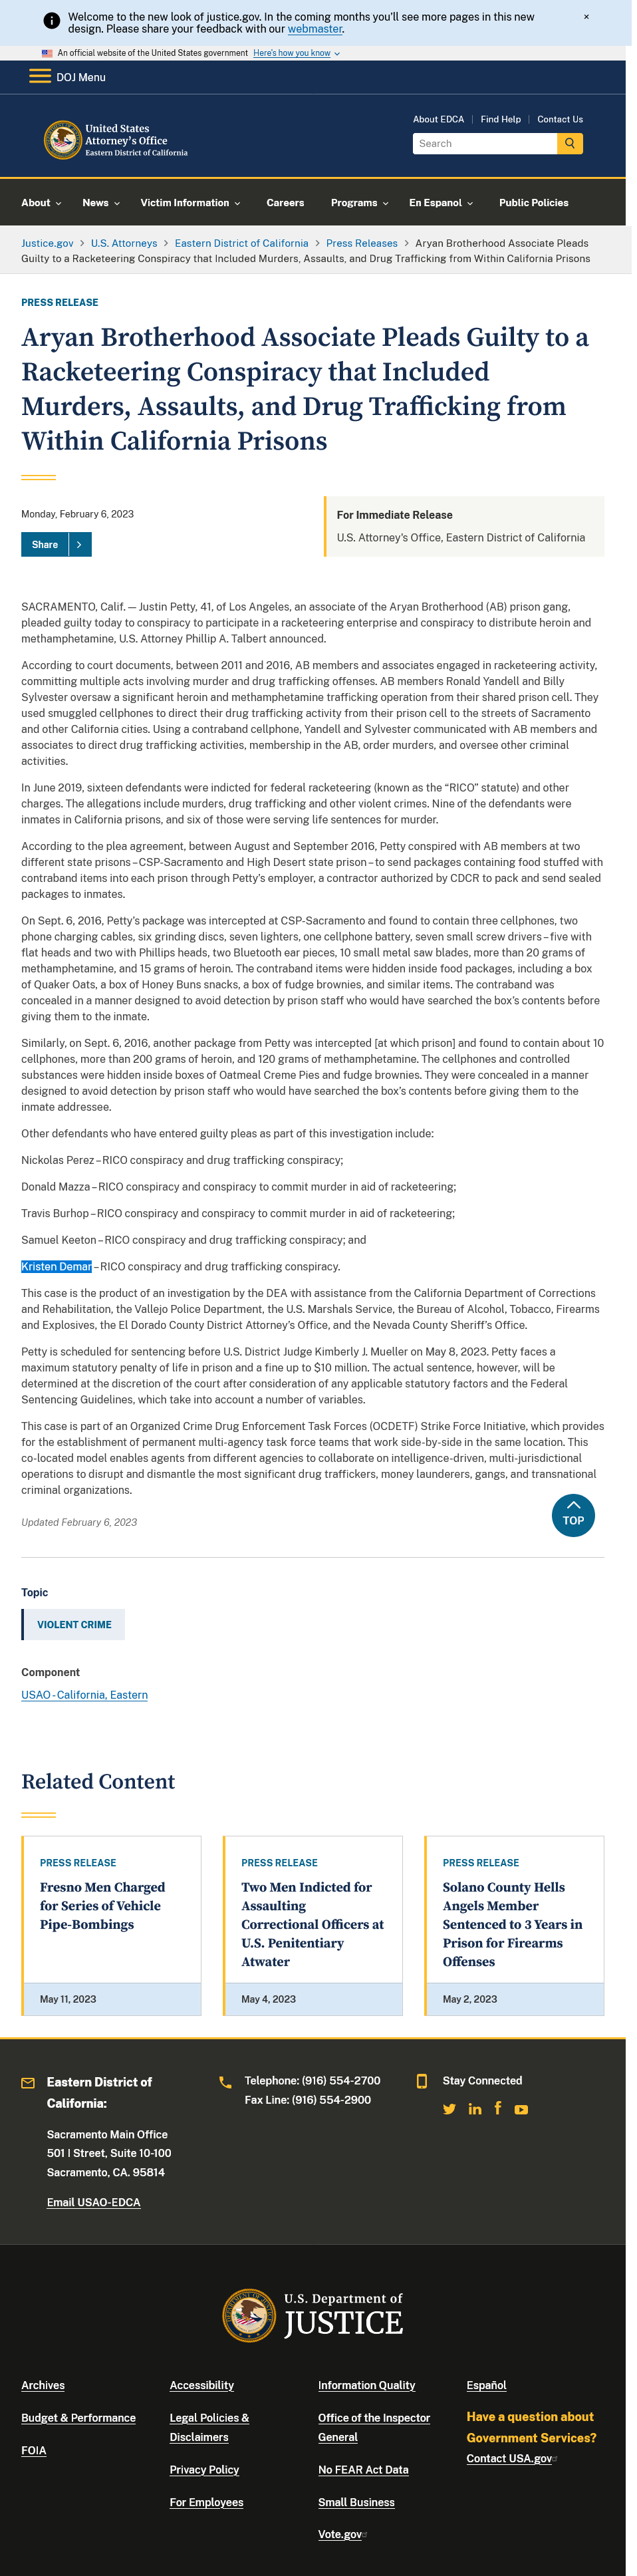 Welcome to the new look of justice.gov. In the coming months you'll see more pages in this new
design. Please share your feedback with our webmaster.
×
An official website of the United States government Here's how you know
DOJ Menu
United States
Attorney's Office
Eastern District of California
About EDCA
Find Help
Contact Us
Search
About
News
Victim Information
Careers
Programs
En Espanol
Public Policies
Justice.gov > U.S. Attorneys > Eastern District of California > Press Releases > Aryan Brotherhood Associate Pleads
Guilty to a Racketeering Conspiracy that Included Murders, Assaults, and Drug Trafficking from Within California Prisons
PRESS RELEASE
Aryan Brotherhood Associate Pleads Guilty to a
Racketeering Conspiracy that Included
Murders, Assaults, and Drug Trafficking from
Within California Prisons
Monday, February 6, 2023
Share
For Immediate Release
U.S. Attorney's Office, Eastern District of California
SACRAMENTO, Calif. — Justin Petty, 41, of Los Angeles, an associate of the Aryan Brotherhood (AB) prison gang,
pleaded guilty today to conspiracy to participate in a racketeering enterprise and conspiracy to distribute heroin and
methamphetamine, U.S. Attorney Phillip A. Talbert announced.
According to court documents, between 2011 and 2016, AB members and associates engaged in racketeering activity,
committing multiple acts involving murder and drug trafficking offenses. AB members Ronald Yandell and Billy
Sylvester oversaw a significant heroin and methamphetamine trafficking operation from their shared prison cell. They
used smuggled cellphones to direct their drug trafficking activity from their prison cell to the streets of Sacramento
and other California cities. Using a contraband cellphone, Yandell and Sylvester communicated with AB members and
associates to direct drug trafficking activities, membership in the AB, order murders, and oversee other criminal
activities.
In June 2019, sixteen defendants were indicted for federal racketeering (known as the “RICO” statute) and other
charges. The allegations include murders, drug trafficking and other violent crimes. Nine of the defendants were
inmates in California prisons, and six of those were serving life sentences for murder.
According to the plea agreement, between August and September 2016, Petty conspired with AB members at two
different state prisons – CSP-Sacramento and High Desert state prison – to send packages containing food stuffed with
contraband items into each prison through Petty's employer, a contractor authorized by CDCR to pack and send sealed
packages to inmates.
On Sept. 6, 2016, Petty's package was intercepted at CSP-Sacramento and found to contain three cellphones, two
phone charging cables, six grinding discs, seven lighters, one cellphone battery, seven small screw drivers – five with
flat heads and two with Phillips heads, two Bluetooth ear pieces, 10 small metal saw blades, more than 20 grams of
methamphetamine, and 15 grams of heroin. The contraband items were hidden inside food packages, including a box
of Quaker Oats, a box of Honey Buns snacks, a box of fudge brownies, and similar items. The contraband was
concealed in a manner designed to avoid detection by prison staff who would have searched the box's contents before
giving them to the inmate.
Similarly, on Sept. 6, 2016, another package from Petty was intercepted [at which prison] and found to contain about 10
cellphones, more than 200 grams of heroin, and 120 grams of methamphetamine. The cellphones and controlled
substances were hidden inside boxes of Oatmeal Creme Pies and fudge brownies. They were concealed in a manner
designed to avoid detection by prison staff who would have searched the box's contents before giving them to the
inmate addressee.
Other defendants who have entered guilty pleas as part of this investigation include:
Nickolas Perez – RICO conspiracy and drug trafficking conspiracy;
Donald Mazza – RICO conspiracy and conspiracy to commit murder in aid of racketeering;
Travis Burhop – RICO conspiracy and conspiracy to commit murder in aid of racketeering;
Samuel Keeton – RICO conspiracy and drug trafficking conspiracy; and
Kristen Demar – RICO conspiracy and drug trafficking conspiracy.
This case is the product of an investigation by the DEA with assistance from the California Department of Corrections
and Rehabilitation, the Vallejo Police Department, the U.S. Marshals Service, the Bureau of Alcohol, Tobacco, Firearms
and Explosives, the El Dorado County District Attorney's Office, and the Nevada County Sheriff's Office.
Petty is scheduled for sentencing before U.S. District Judge Kimberly J. Mueller on May 8, 2023. Petty faces a
maximum statutory penalty of life in prison and a fine up to $10 million. The actual sentence, however, will be
determined at the discretion of the court after consideration of any applicable statutory factors and the Federal
Sentencing Guidelines, which take into account a number of variables.
This case is part of an Organized Crime Drug Enforcement Task Forces (OCDETF) Strike Force Initiative, which provides
for the establishment of permanent multi-agency task force teams that work side-by-side in the same location. This
co-located model enables agents from different agencies to collaborate on intelligence-driven, multi-jurisdictional
operations to disrupt and dismantle the most significant drug traffickers, money launderers, gangs, and transnational
criminal organizations.
Updated February 6, 2023
TOP
Topic
VIOLENT CRIME
Component
USAO - California, Eastern
Related Content
PRESS RELEASE
Fresno Men Charged
for Series of Vehicle
Pipe-Bombings
May 11, 2023
PRESS RELEASE
Two Men Indicted for
Assaulting
Correctional Officers at
U.S. Penitentiary
Atwater
May 4, 2023
PRESS RELEASE
Solano County Hells
Angels Member
Sentenced to 3 Years in
Prison for Firearms
Offenses
May 2, 2023
Eastern District of
California:
Sacramento Main Office
501 I Street, Suite 10-100
Sacramento, CA. 95814
Email USAO-EDCA
Telephone: (916) 554-2700
Fax Line: (916) 554-2900
Stay Connected
U.S. Department of
JUSTICE
Archives
Budget & Performance
FOIA
Accessibility
Legal Policies &
Disclaimers
Privacy Policy
For Employees
Information Quality
Office of the Inspector
General
No FEAR Act Data
Small Business
Vote.gov
Español
Have a question about
Government Services?
Contact USA.gov